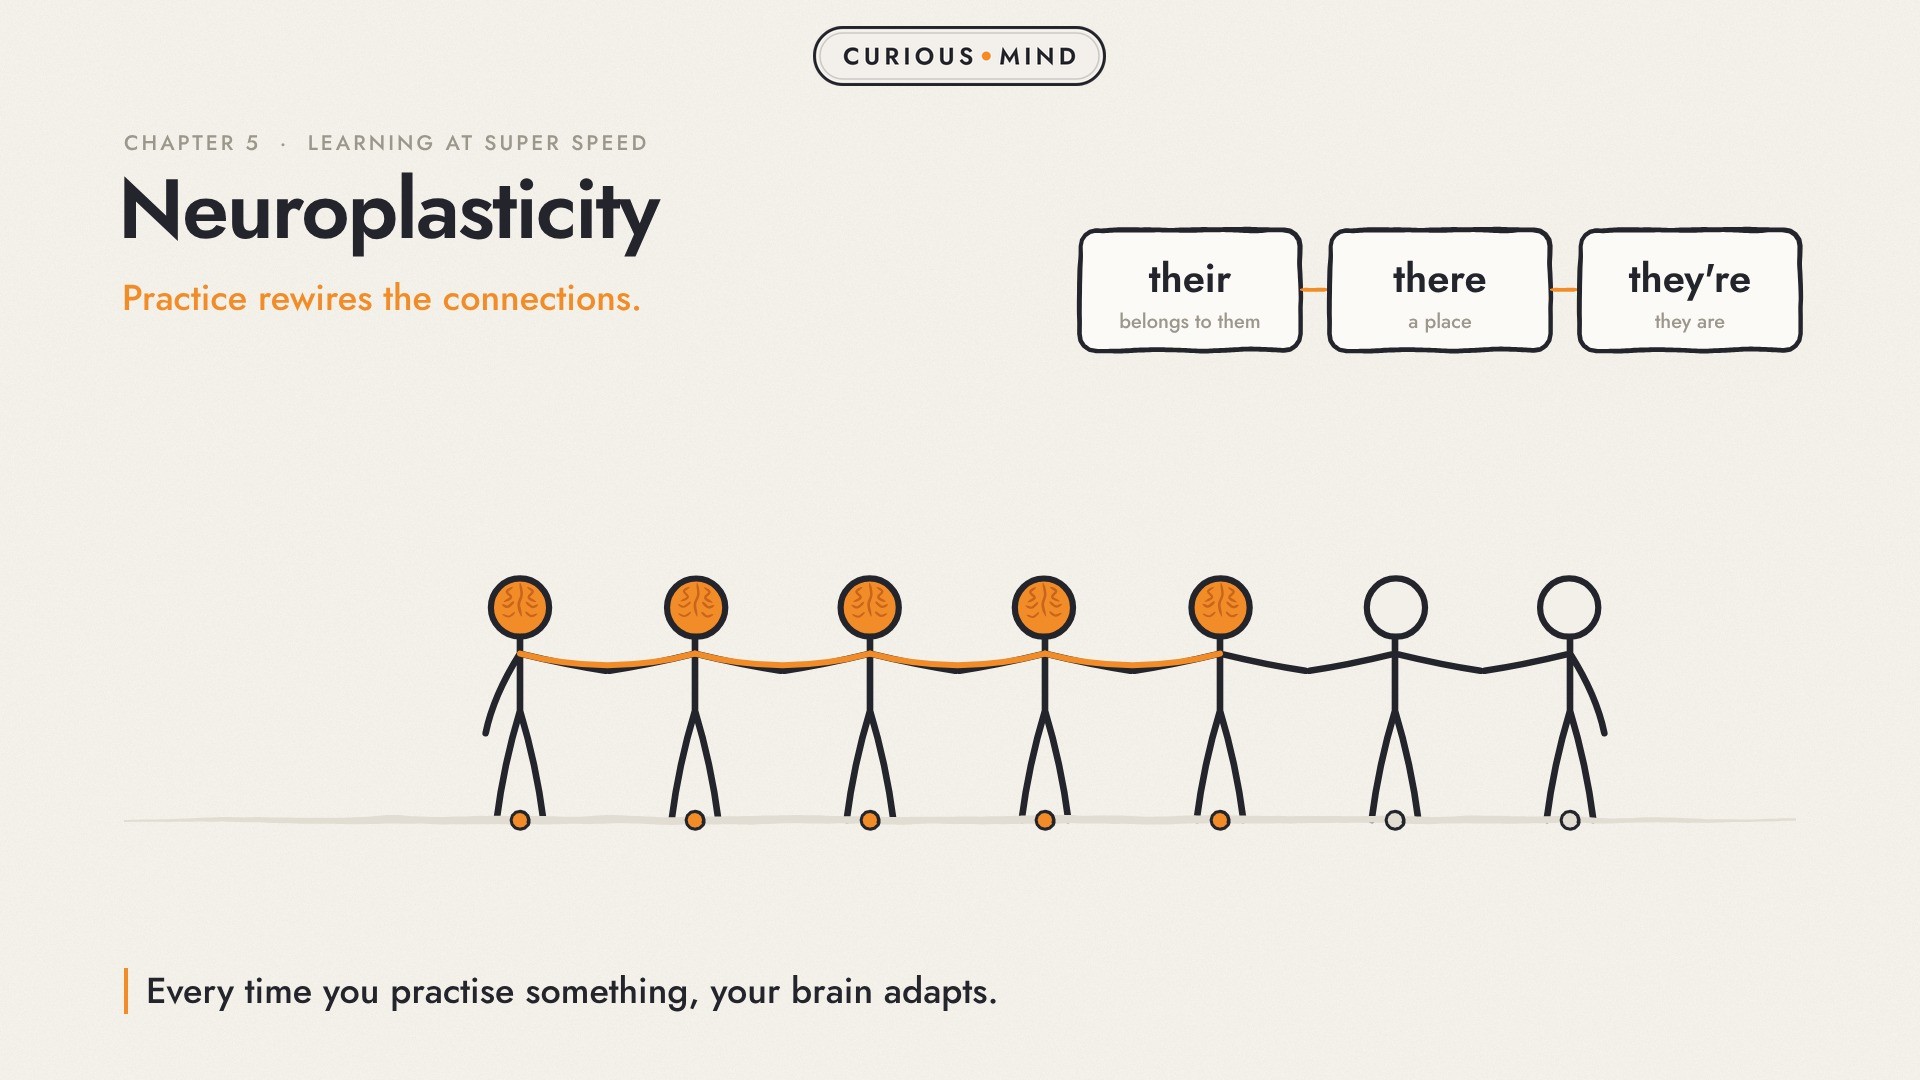 CURIOUS • MIND
CHAPTER 5 · LEARNING AT SUPER SPEED
Neuroplasticity
Practice rewires the connections.
their
belongs to them
there
a place
they're
they are
Every time you practise something, your brain adapts.